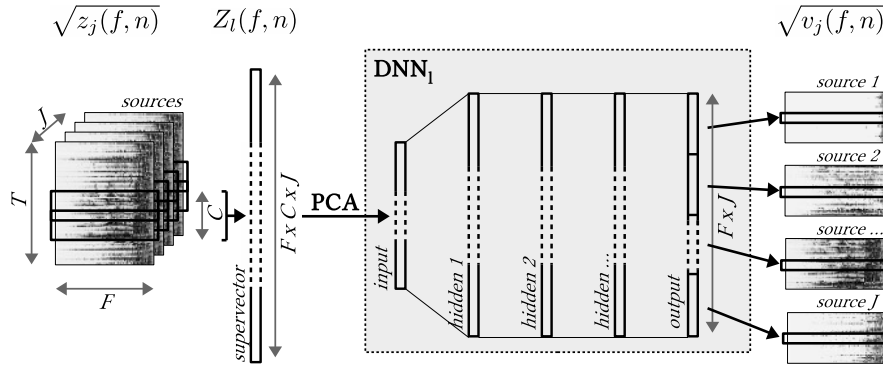 √z_j(f,n)
Z_l(f,n)
√v_j(f,n)
DNN_l
J
sources
T
C
F
supervector
F x C x J
PCA
input
hidden 1
hidden 2
hidden ...
output
F x J
source 1
source 2
source ...
source J